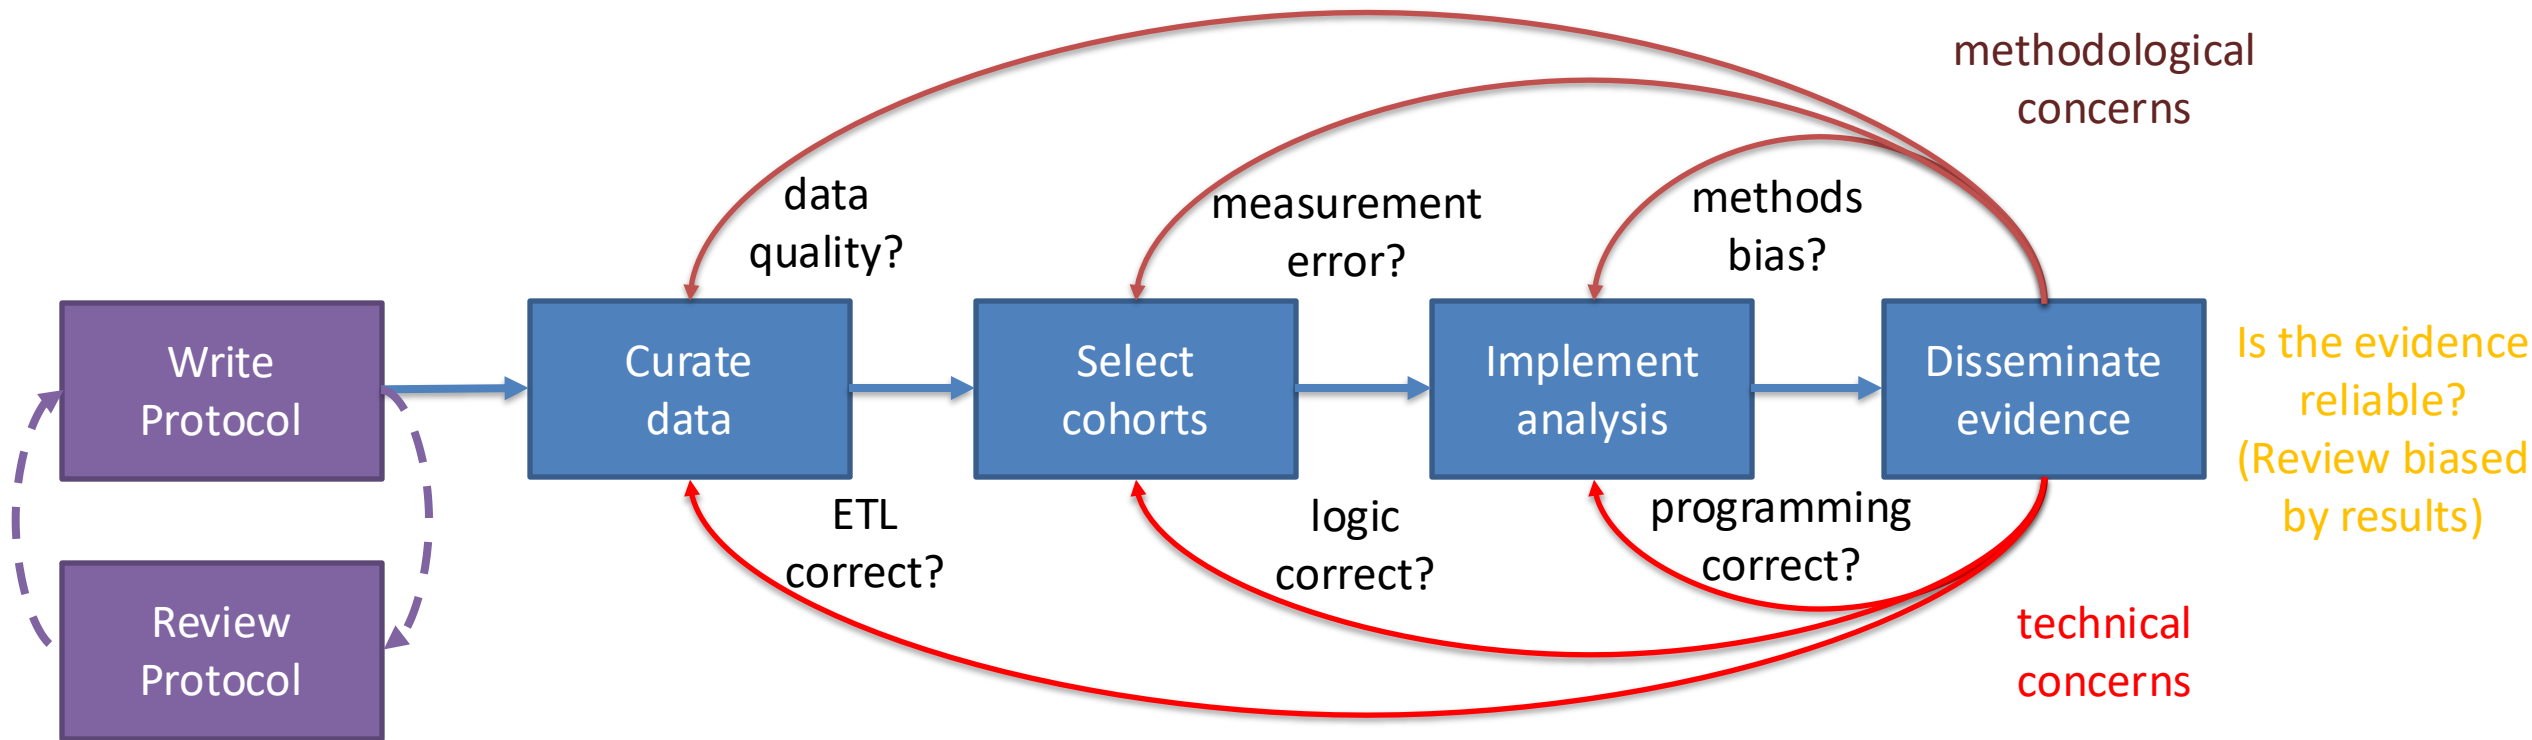 methodological
concerns
data
quality?
measurement
error?
methods
bias?
Write
Protocol
Curate
data
Select
cohorts
Implement
analysis
Disseminate
evidence
Is the evidence
reliable?
(Review biased
by results)
ETL
correct?
logic
correct?
programming
correct?
Review
Protocol
technical
concerns